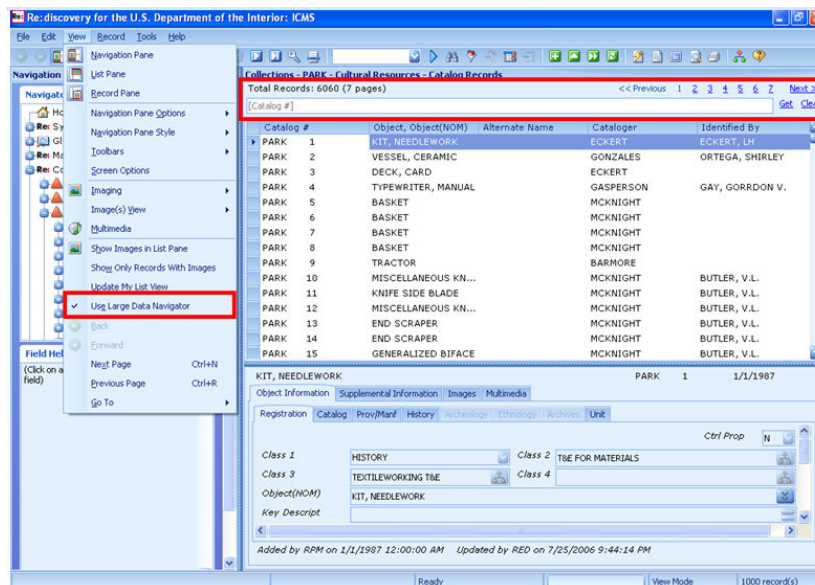 Re:discovery for the U.S. Department of the Interior: ICMS
File Edit View Record Tools Help
Navigation
Navigato
Ho
Re: Sy
Gl
Re: Ma
Re: Co
Navigation Pane
List Pane
Record Pane
Navigation Pane Options
Navigation Pane Style
Toolbars
Screen Options
Imaging
Image(s) View
Multimedia
Show Images in List Pane
Show Only Records With Images
Update My List View
Use Large Data Navigator
Back
Forward
Next Page Ctrl+N
Previous Page Ctrl+R
Go To
Field Hel
(Click on a
field)
Collections - PARK - Cultural Resources - Catalog Records
Total Records: 6060 (7 pages) << Previous 1 2 3 4 5 6 7 Next >
[Catalog #] Get Clea
Catalog # Object, Object(NOM) Alternate Name Cataloger Identified By
PARK 1 KIT, NEEDLEWORK ECKERT ECKERT, LH
PARK 2 VESSEL, CERAMIC GONZALES ORTEGA, SHIRLEY
PARK 3 DECK, CARD ECKERT
PARK 4 TYPEWRITER, MANUAL GASPERSON GAY, GORRDON V.
PARK 5 BASKET MCKNIGHT
PARK 6 BASKET MCKNIGHT
PARK 7 BASKET MCKNIGHT
PARK 8 BASKET MCKNIGHT
PARK 9 TRACTOR BARMORE
PARK 10 MISCELLANEOUS KN... MCKNIGHT BUTLER, V.L.
PARK 11 KNIFE SIDE BLADE MCKNIGHT BUTLER, V.L.
PARK 12 MISCELLANEOUS KN... MCKNIGHT BUTLER, V.L.
PARK 13 END SCRAPER MCKNIGHT BUTLER, V.L.
PARK 14 END SCRAPER MCKNIGHT BUTLER, V.L.
PARK 15 GENERALIZED BIFACE MCKNIGHT BUTLER, V.L.
KIT, NEEDLEWORK PARK 1 1/1/1987
Object Information Supplemental Information Images Multimedia
Registration Catalog Prov/Manf History Archeology Ethnology Archives Unit
Ctrl Prop N
Class 1 HISTORY Class 2 T&E FOR MATERIALS
Class 3 TEXTILEWORKING T&E Class 4
Object(NOM) KIT, NEEDLEWORK
Key Descript
Added by RPM on 1/1/1987 12:00:00 AM Updated by RED on 7/25/2006 9:44:14 PM
Ready View Mode 1000 record(s)